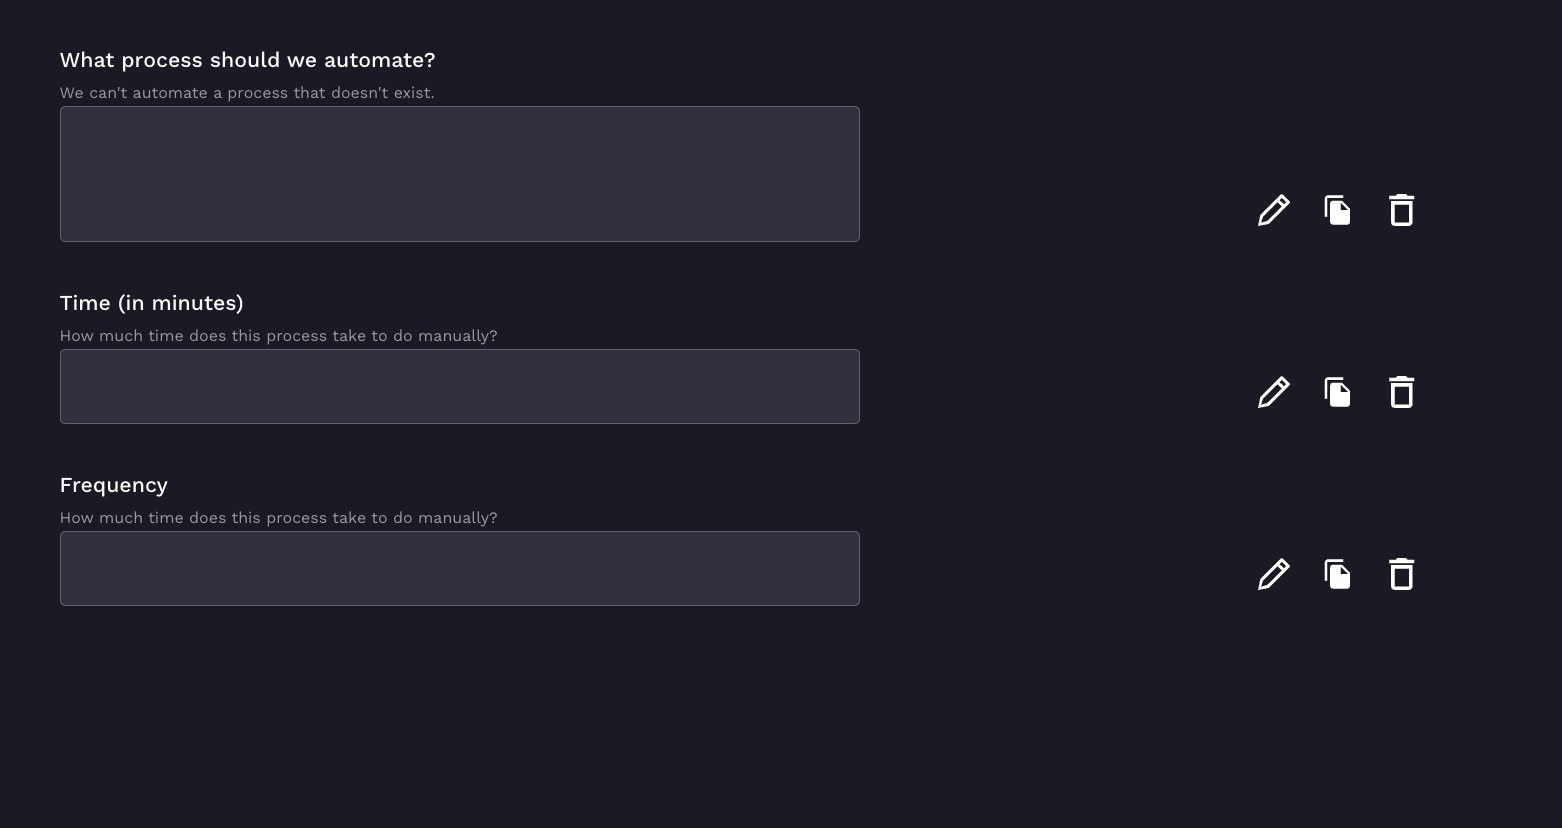 What process should we automate?
We can't automate a process that doesn't exist.
Time (in minutes)
How much time does this process take to do manually?
Frequency
How much time does this process take to do manually?